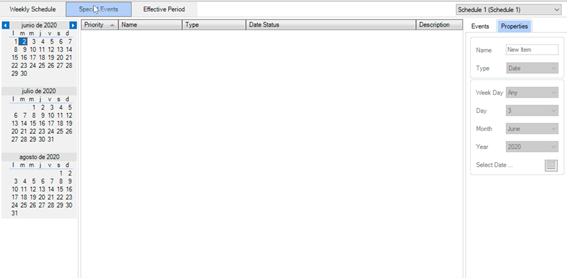 Weekly Schedule Special Events Effective Period Schedule 1 (Schedule 1)
junio de 2020
l m m j v s d
1 2 3 4 5 6 7
8 9 10 11 12 13 14
15 16 17 18 19 20 21
22 23 24 25 26 27 28
29 30
julio de 2020
l m m j v s d
1 2 3 4 5
6 7 8 9 10 11 12
13 14 15 16 17 18 19
20 21 22 23 24 25 26
27 28 29 30 31
agosto de 2020
l m m j v s d
1 2
3 4 5 6 7 8 9
10 11 12 13 14 15 16
17 18 19 20 21 22 23
24 25 26 27 28 29 30
31
Priority Name Type Date Status Description
Events Properties
Name New Item
Type Date
Week Day Any
Day 3
Month June
Year 2020
Select Date ...